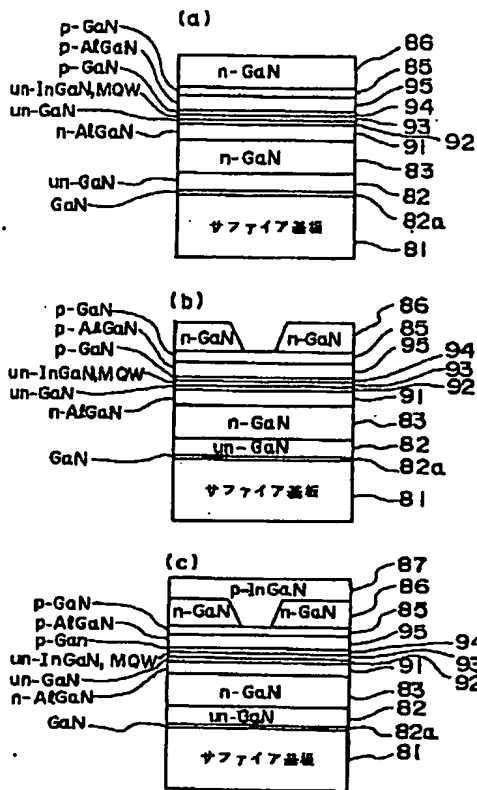 (a)
p-GaN
p-AlGaN
p-GaN
un-InGaN,MQW
un-GaN
n-AlGaN
un-GaN
GaN
n-GaN
n-GaN
サファイア基板
86
85
95
94
93
92
91
83
82
82a
81
(b)
p-GaN
p-AlGaN
p-GaN
un-InGaN,MQW
un-GaN
n-AlGaN
GaN
n-GaN
n-GaN
n-GaN
un-GaN
サファイア基板
86
85
95
94
93
92
91
83
82
82a
81
(c)
p-GaN
p-AlGaN
p-Gan
un-InGaN, MQW
un-GaN
n-AlGaN
GaN
p-InGaN
n-GaN
n-GaN
n-GaN
un-GaN
サファイア基板
87
86
85
95
94
93
92
91
83
82
82a
81